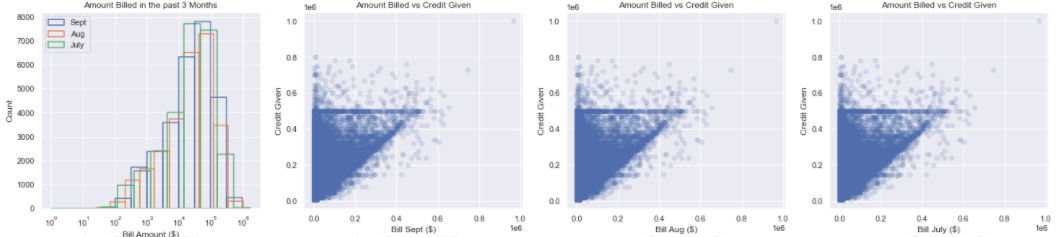 Amount Billed in the past 3 Months
8000
7000
6000
5000
4000
3000
2000
1000
0
Count
Sept
Aug
July
10^0 10^1 10^2 10^3 10^4 10^5 10^6
Bill Amount ($)
Amount Billed vs Credit Given
1e6
1.0
0.8
0.6
0.4
0.2
0.0
Credit Given
0.0 0.2 0.4 0.6 0.8 1.0
Bill Sept ($)
1e6
Amount Billed vs Credit Given
1e6
1.0
0.8
0.6
0.4
0.2
0.0
Credit Given
0.0 0.2 0.4 0.6 0.8 1.0
Bill Aug ($)
1e6
Amount Billed vs Credit Given
1e6
1.0
0.8
0.6
0.4
0.2
0.0
Credit Given
0.0 0.2 0.4 0.6 0.8 1.0
Bill July ($)
1e6